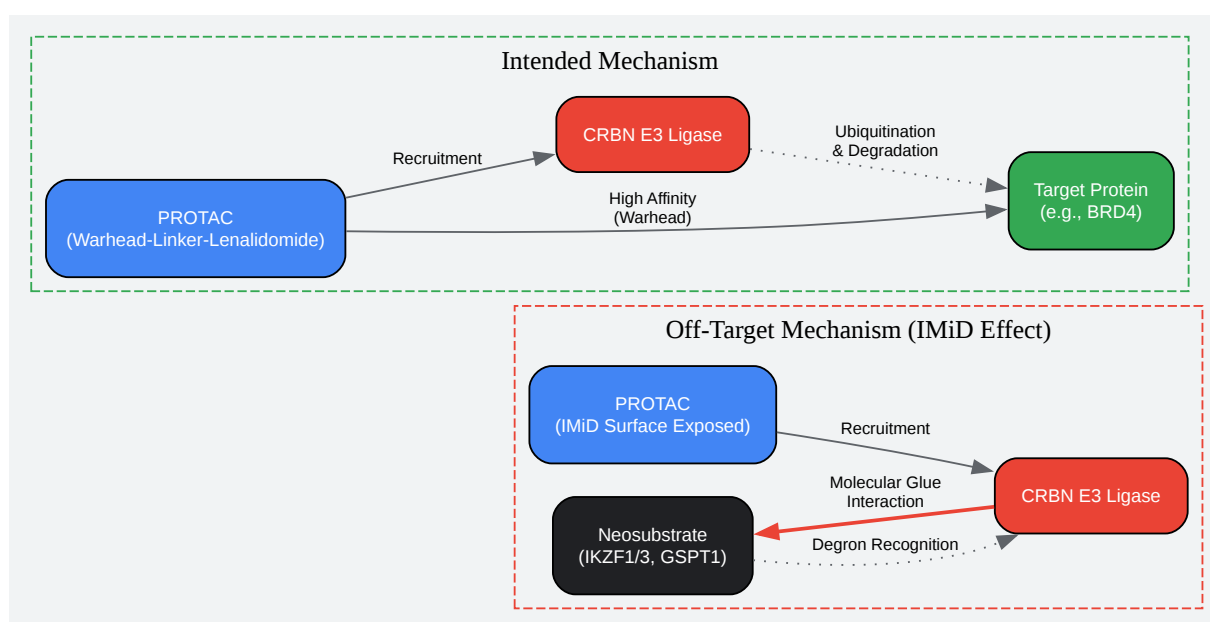 Intended Mechanism
CRBN E3 Ligase
Ubiquitination
& Degradation
Recruitment
High Affinity
(Warhead)
PROTAC
(Warhead-Linker-Lenalidomide)
Target Protein
(e.g., BRD4)
Off-Target Mechanism (IMiD Effect)
PROTAC
(IMiD Surface Exposed)
Recruitment
Molecular Glue
Interaction
CRBN E3 Ligase
Neosubstrate
(IKZF1/3, GSPT1)
Degron Recognition